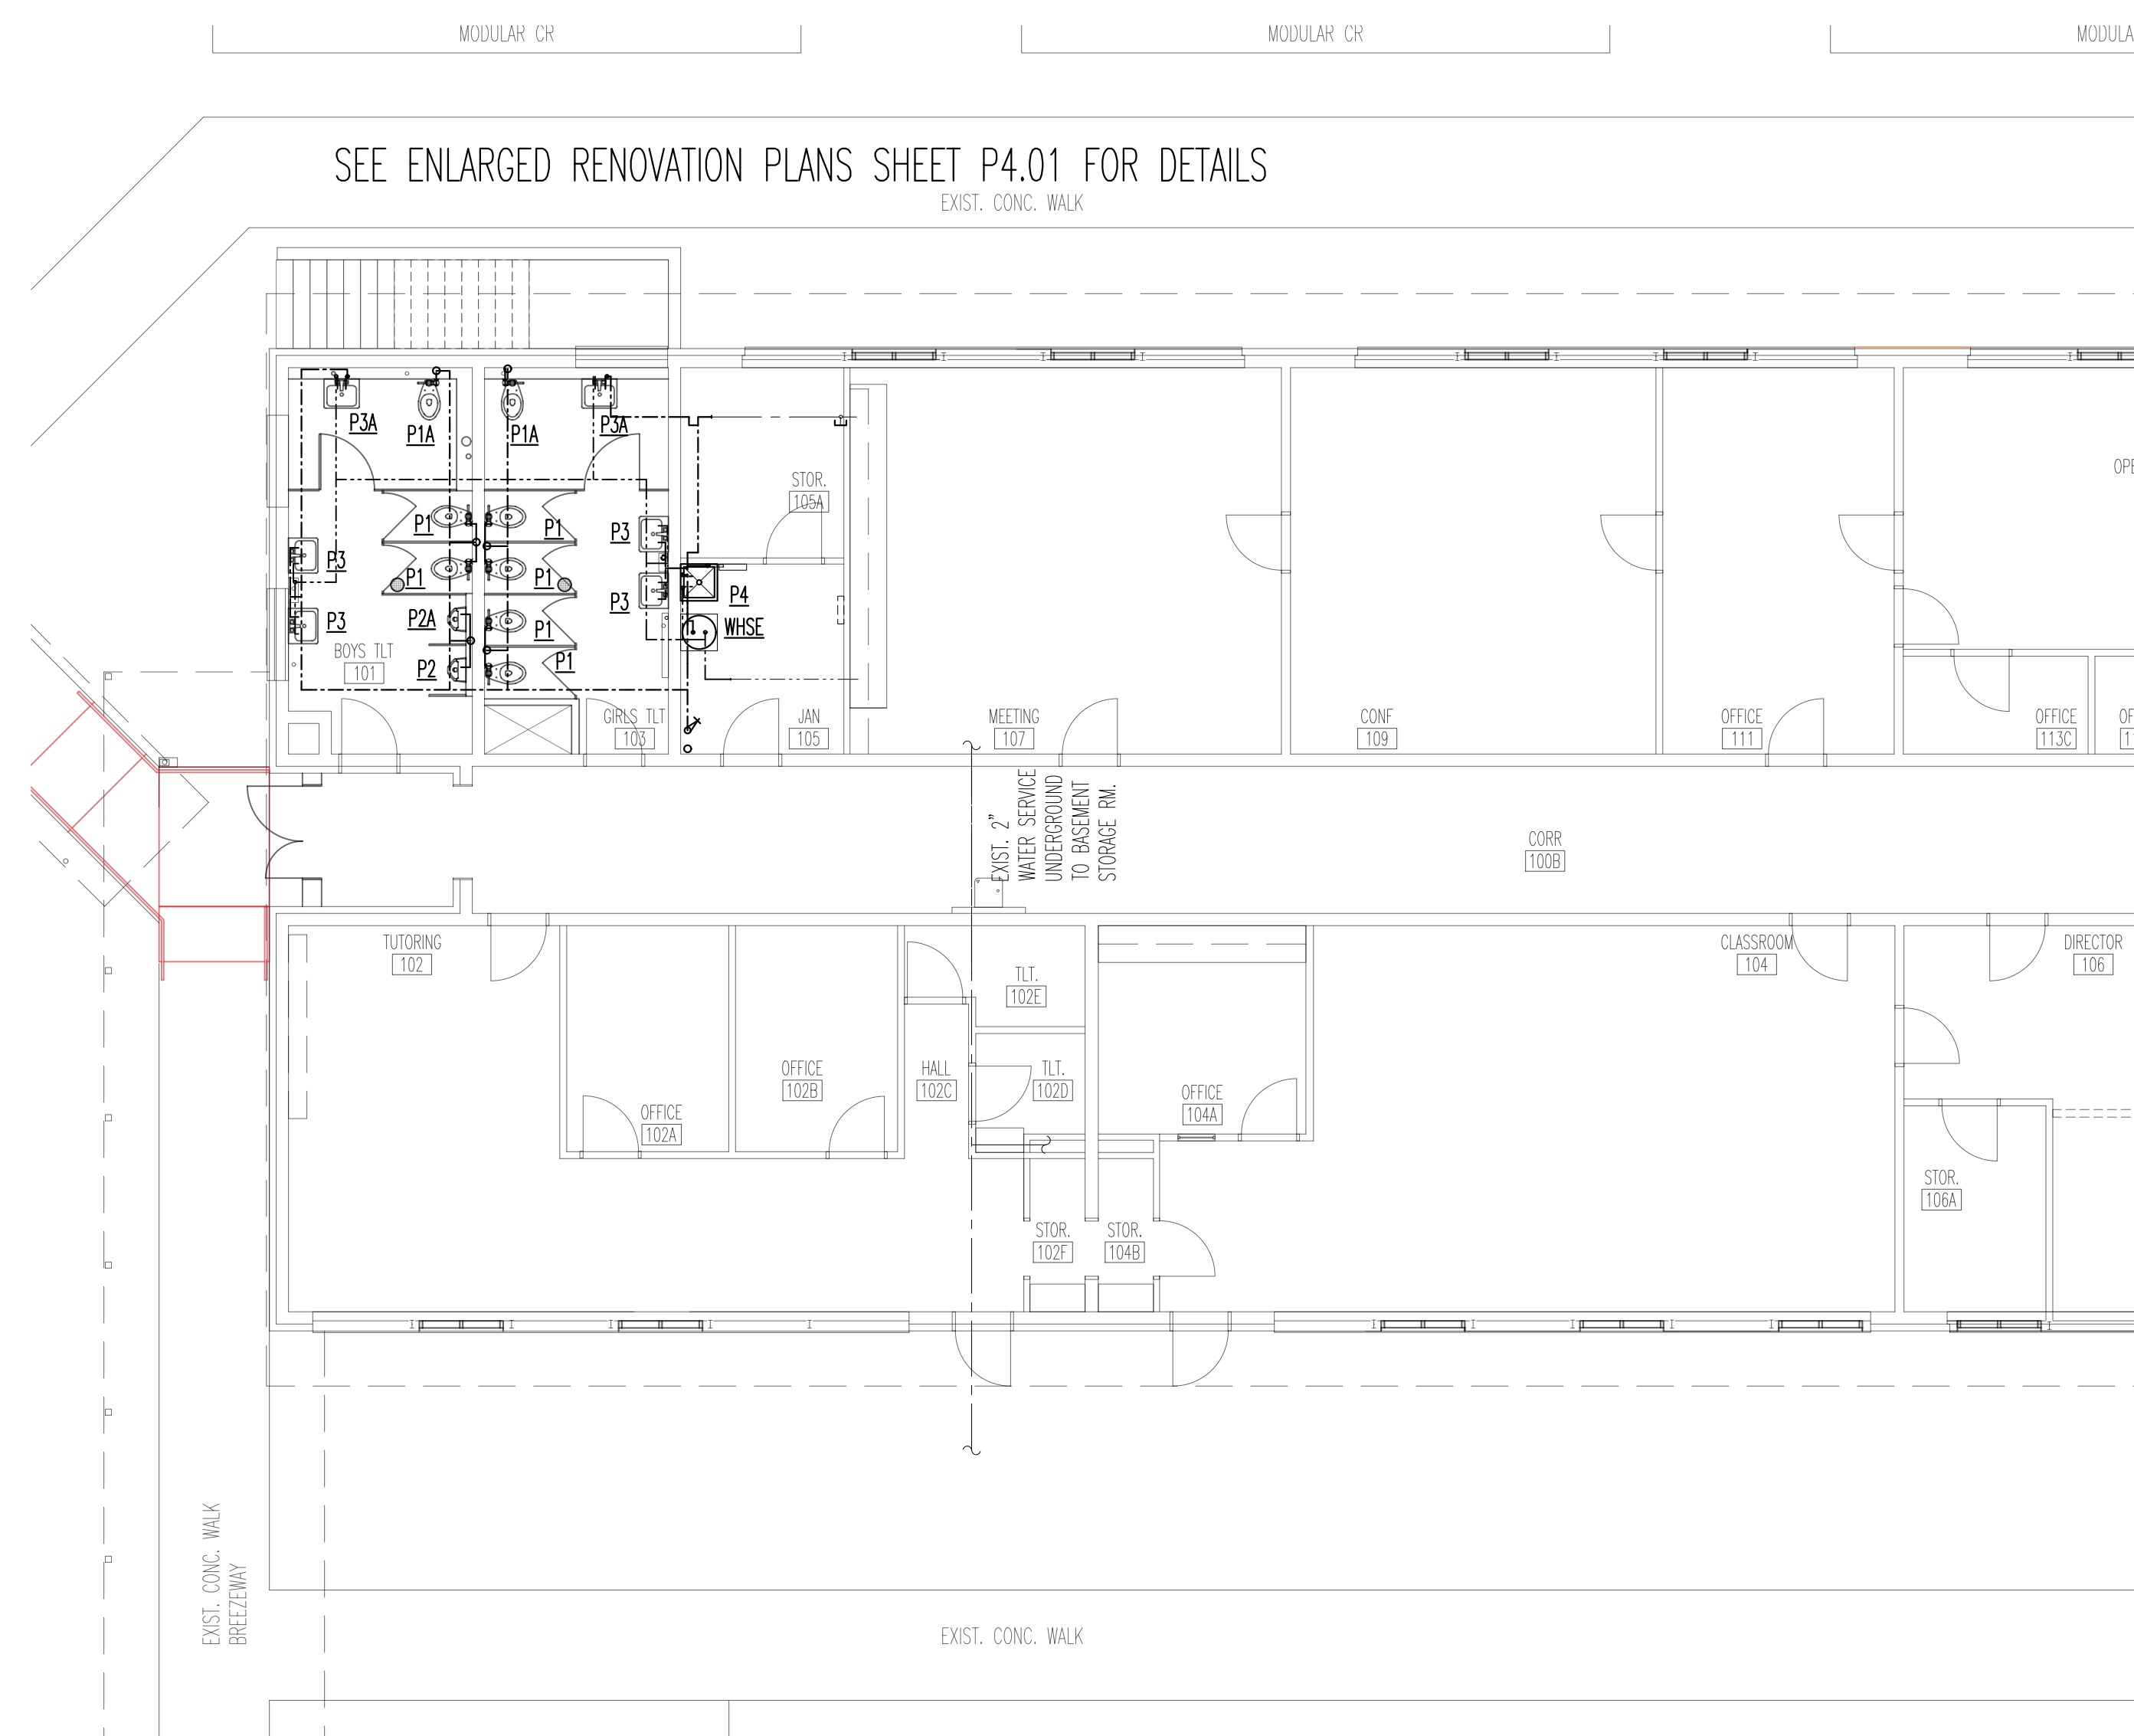 MODULAR CR
MODULAR CR
SEE ENLARGED RENOVATION PLANS SHEET P4.01 FOR DETAILS
EXIST. CONC. WALK
P3A
P1A
P1A
P3A
STOR.
105A
P1
P1
P3
P3
P1
P1
P3
P4
P3
P2A
P1
WHSE
BOYS TLT
101
P2
P1
GIRLS TLT
103
JAN
105
MEETING
107
CONF
109
OFFICE
111
OFFICE
113C
EXIST. 2"
WATER SERVICE
UNDERGROUND
TO BASEMENT
STORAGE RM.
CORR
100B
TUTORING
102
TLT.
102E
CLASSROOM
104
DIRECTOR
106
OFFICE
102A
OFFICE
102B
HALL
102C
TLT.
102D
OFFICE
104A
STOR.
106A
STOR.
102F
STOR.
104B
EXIST. CONC. WALK
BREEZEWAY
EXIST. CONC. WALK